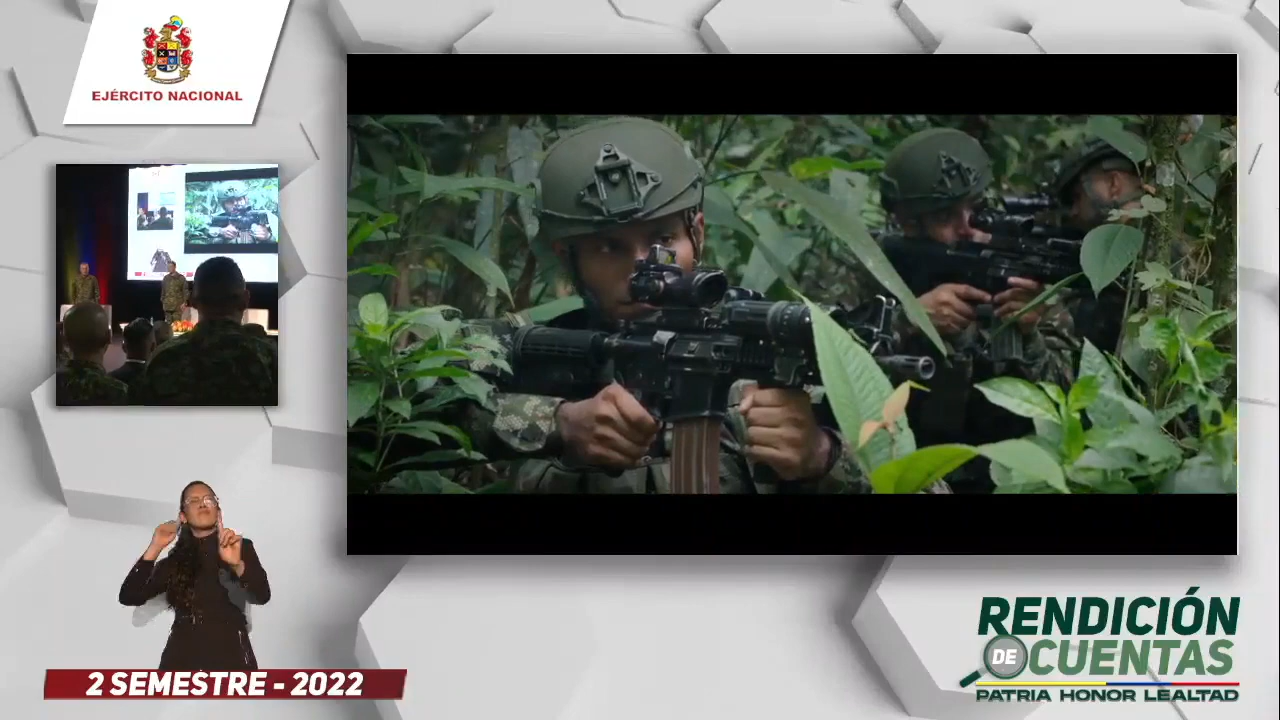 EJÉRCITO NACIONAL
2 SEMESTRE - 2022
RENDICIÓN
DE CUENTAS
PATRIA HONOR LEALTAD